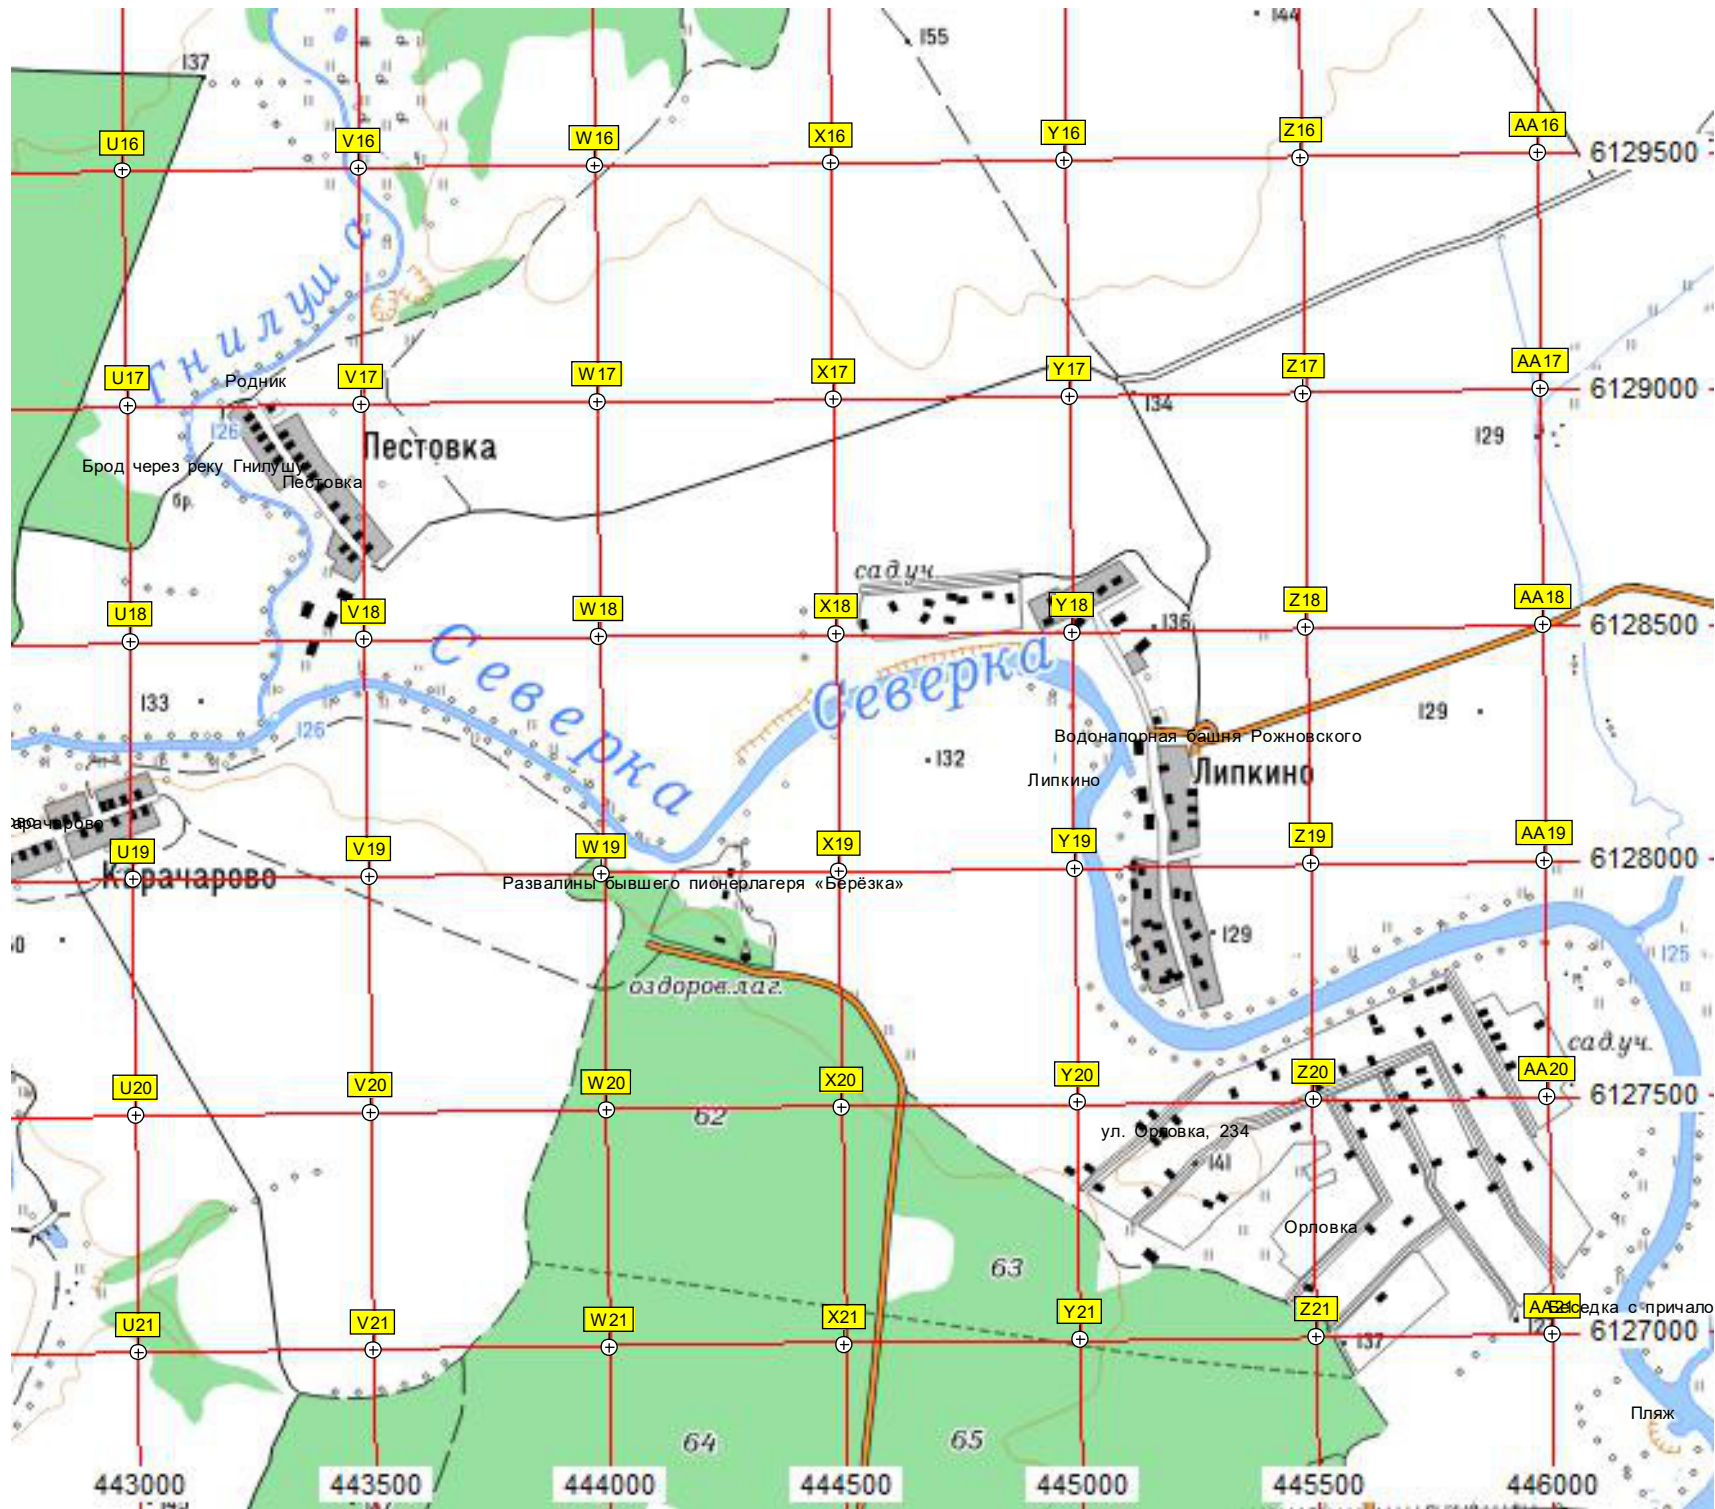 137
155
144
U16
V16
W16
X16
Y16
Z16
AA16
6129500
Гнилуша
Родник
U17
V17
W17
X17
Y17
Z17
AA17
6129000
134
126
Пестовка
129
Брод через реку Гнилушу
Пестовка
бр.
сад.уч.
U18
V18
W18
X18
Y18
Z18
AA18
6128500
136
Северка
Северка
133
126
129
132
Водонапорная башня Рожновского
Липкино
Липкино
арачарово
U19
V19
W19
X19
Y19
Z19
AA19
6128000
Карачарово
Развалины бывшего пионерлагеря «Берёзка»
129
125
оздоров.лаг.
сад.уч.
U20
V20
W20
X20
Y20
Z20
AA20
6127500
62
ул. Орловка, 234
141
Орловка
63
U21
V21
W21
X21
Y21
Z21
AA21
Беседка с причало
6127000
137
Пляж
64
65
443000
443500
444000
444500
445000
445500
446000